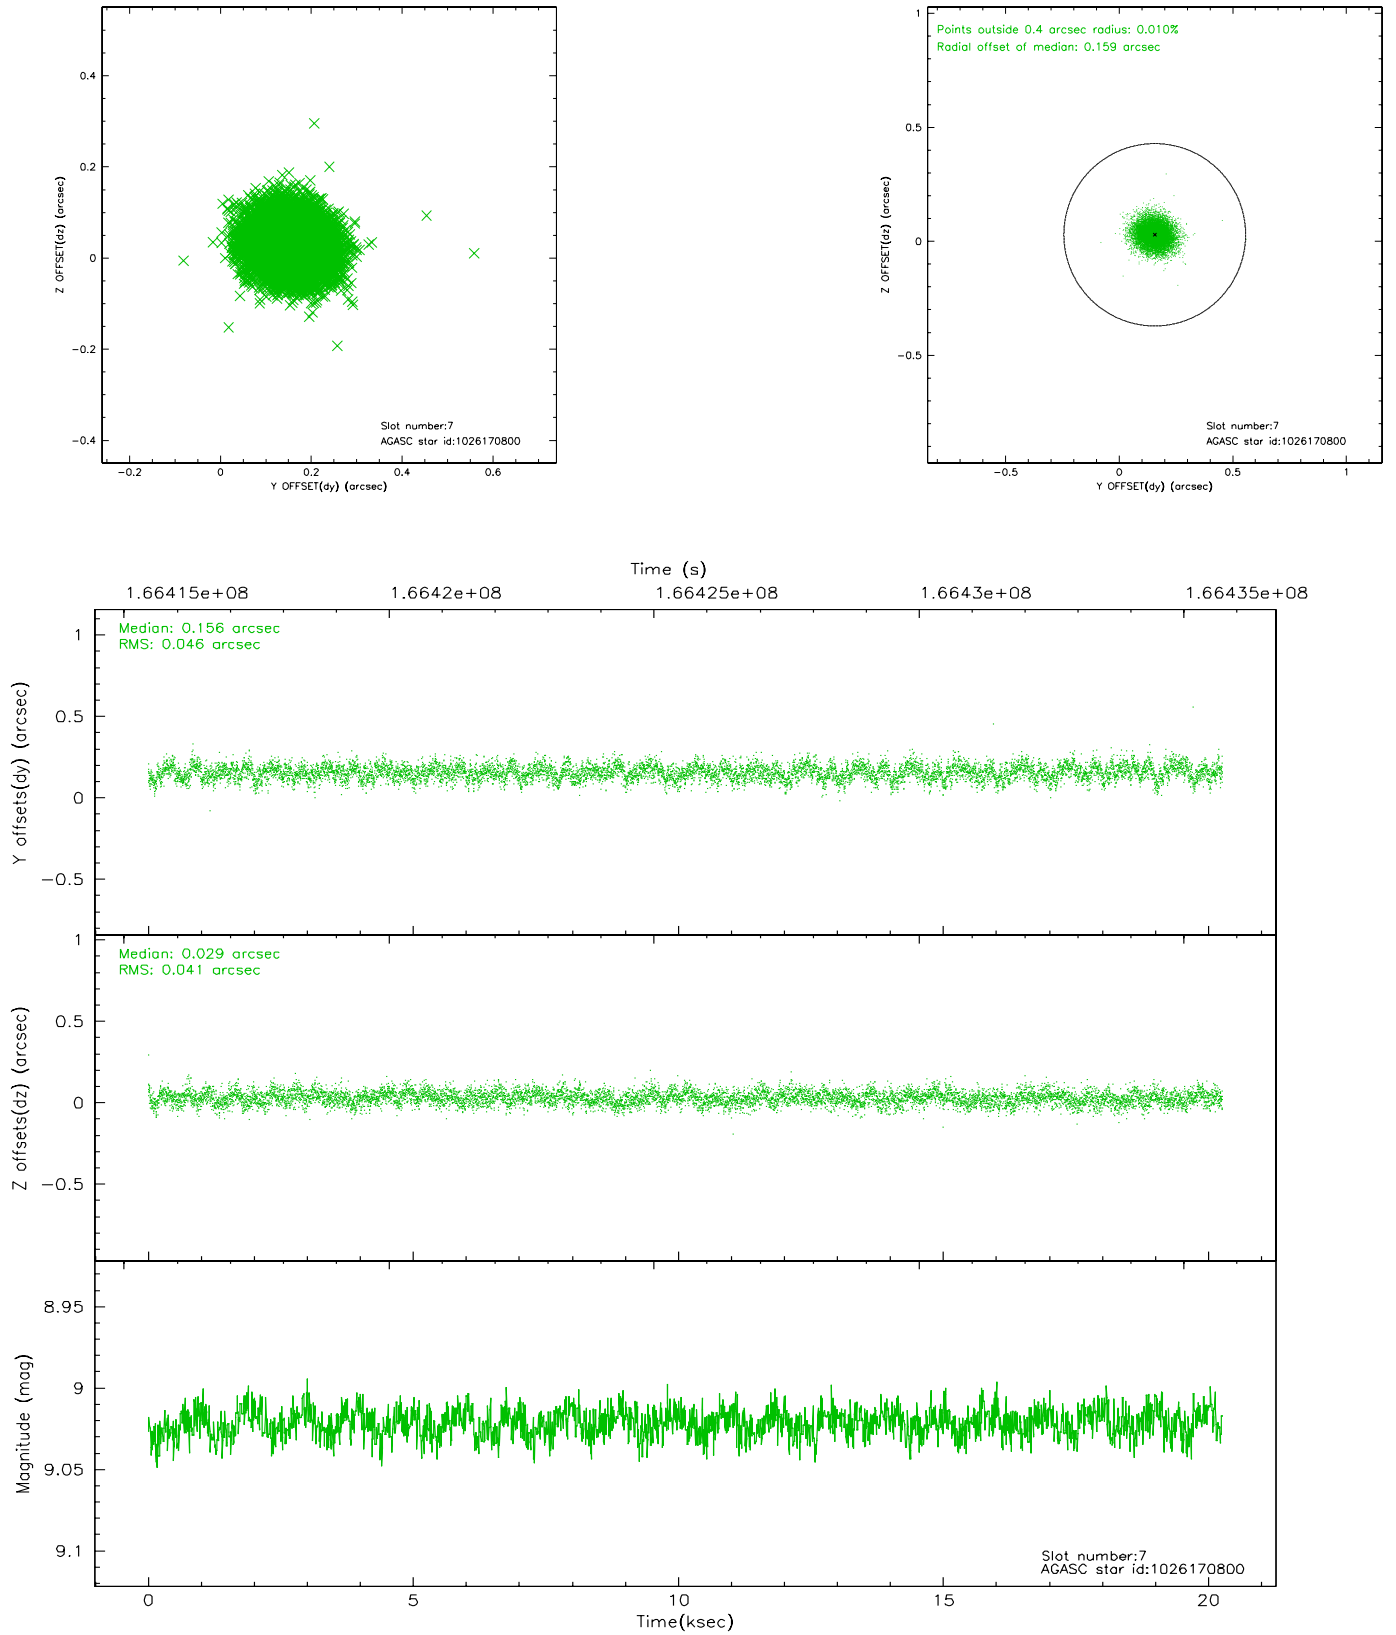 0.4
0.2
0
-0.2
-0.4
Z OFFSET(dz) (arcsec)
Slot number:7
AGASC star id:1026170800
-0.2 0 0.2 0.4 0.6
Y OFFSET(dy) (arcsec)
Points outside 0.4 arcsec radius: 0.010%
Radial offset of median: 0.159 arcsec
1
0.5
0
-0.5
Z OFFSET(dz) (arcsec)
Slot number:7
AGASC star id:1026170800
-0.5 0 0.5 1
Y OFFSET(dy) (arcsec)
Time (s)
1.66415e+08 1.6642e+08 1.66425e+08 1.6643e+08 1.66435e+08
Median: 0.156 arcsec
RMS: 0.046 arcsec
1
0.5
0
-0.5
Y offsets(dy) (arcsec)
Median: 0.029 arcsec
RMS: 0.041 arcsec
1
0.5
0
-0.5
Z offsets(dz) (arcsec)
8.95
9
9.05
9.1
Magnitude (mag)
Slot number:7
AGASC star id:1026170800
0 5 10 15 20
Time(ksec)